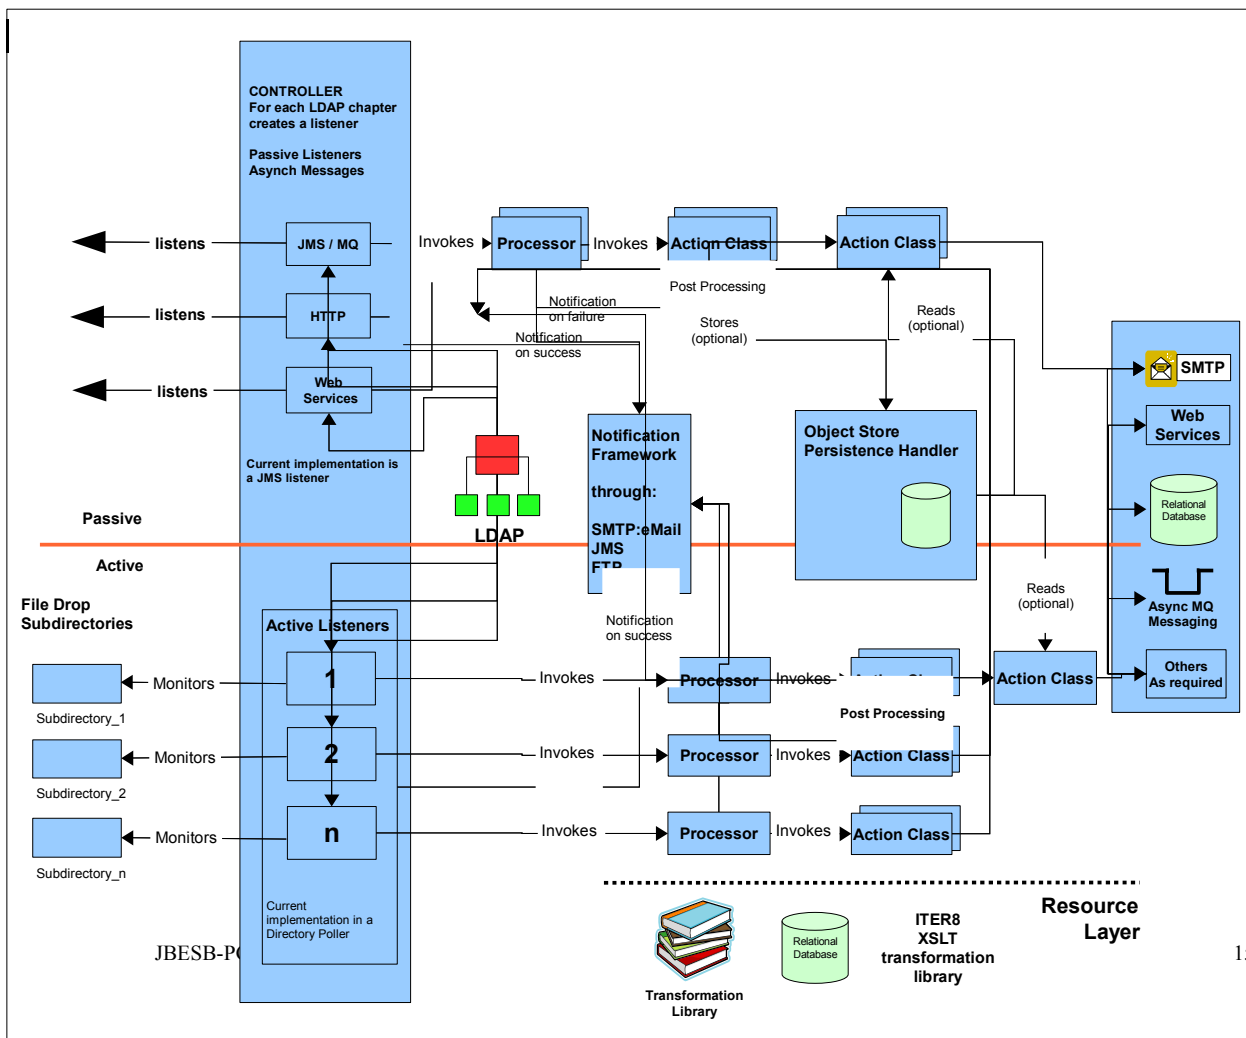 CONTROLLER
For each LDAP chapter
creates a listener
Passive Listeners
Asynch Messages
listens
JMS / MQ
Invokes
Processor
Invokes
Action Class
Action Class
Post Processing
listens
HTTP
Notification
on failure
Notification
on success
Stores
(optional)
Reads
(optional)
listens
Web
Services
SMTP
Web
Services
Relational
Database
Async MQ
Messaging
Others
As required
Current implementation is
a JMS listener
LDAP
Notification
Framework
through:
SMTP:eMail
JMS
FTP
Object Store
Persistence Handler
Passive
Active
File Drop
Subdirectories
Active Listeners
Notification
on success
Reads
(optional)
Monitors
1
Invokes
Processor
Invokes
Action Class
Action Class
Subdirectory_1
Post Processing
Monitors
2
Invokes
Processor
Invokes
Action Class
Subdirectory_2
Monitors
n
Invokes
Processor
Invokes
Action Class
Subdirectory_n
Current
implementation in a
Directory Poller
Transformation
Library
Relational
Database
ITER8
XSLT
transformation
library
Resource
Layer